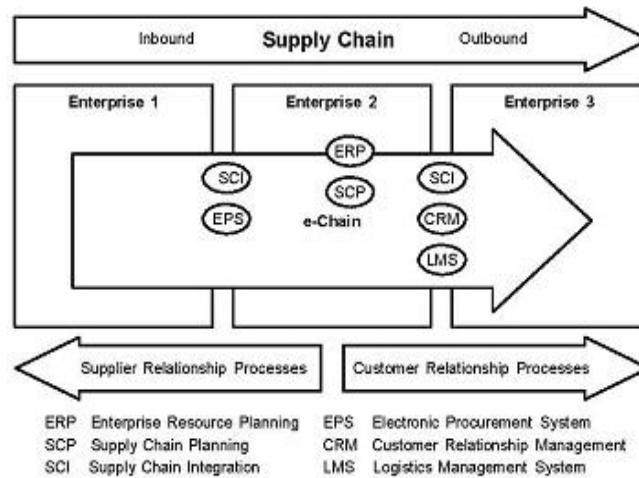 Inbound Supply Chain Outbound
Enterprise 1 Enterprise 2 Enterprise 3
ERP
SCI SCP SCI
EPS e-Chain CRM
LMS
Supplier Relationship Processes Customer Relationship Processes
ERP Enterprise Resource Planning EPS Electronic Procurement System
SCP Supply Chain Planning CRM Customer Relationship Management
SCI Supply Chain Integration LMS Logistics Management System